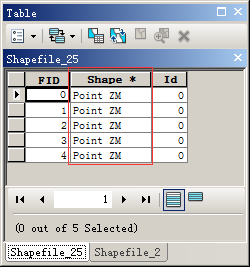 Table
Shapefile_25
FID Shape * Id
0 Point ZM 0
1 Point ZM 0
2 Point ZM 0
3 Point ZM 0
4 Point ZM 0
1
(0 out of 5 Selected)
Shapefile_25 Shapefile_2